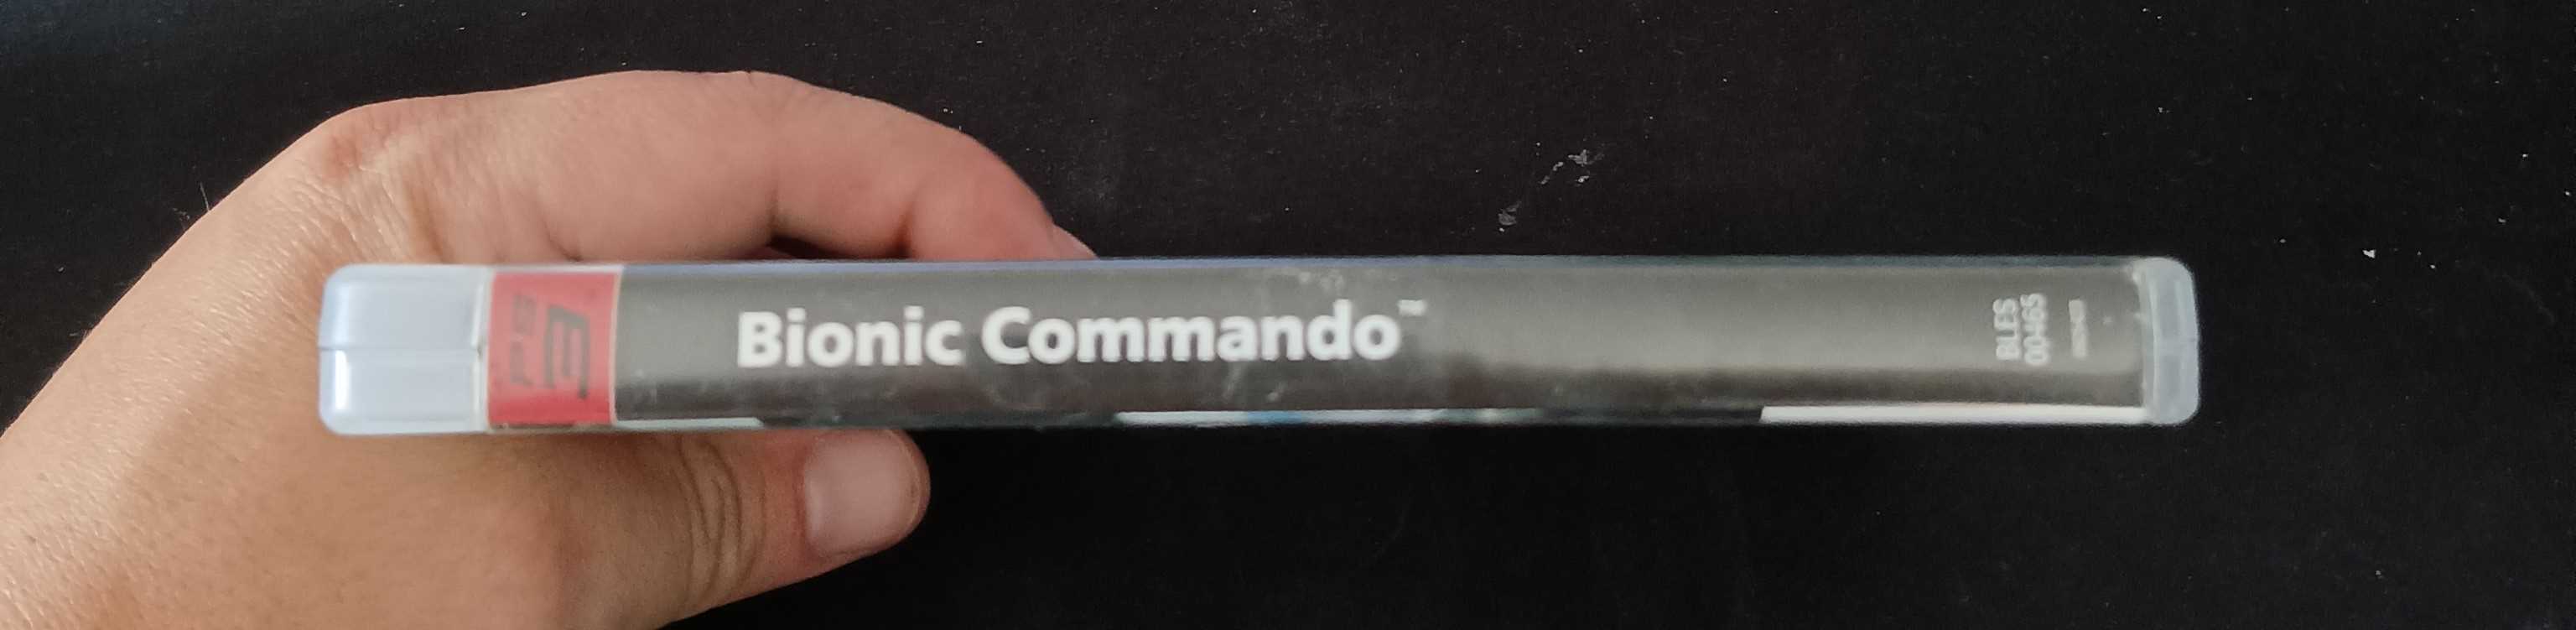 PS3
Bionic Commando™
BLES
00465